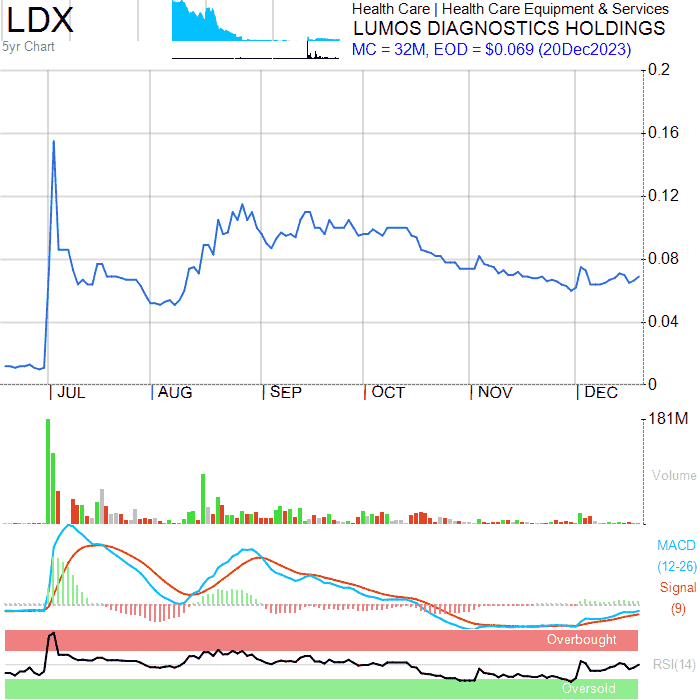 LDX
5yr Chart
Health Care | Health Care Equipment & Services
LUMOS DIAGNOSTICS HOLDINGS
MC = 32M, EOD = $0.069 (20Dec2023)
0.2
0.16
0.12
0.08
0.04
0
JUL AUG SEP OCT NOV DEC
181M
Volume
MACD
(12-26)
Signal
(9)
Overbought
RSI(14)
Oversold